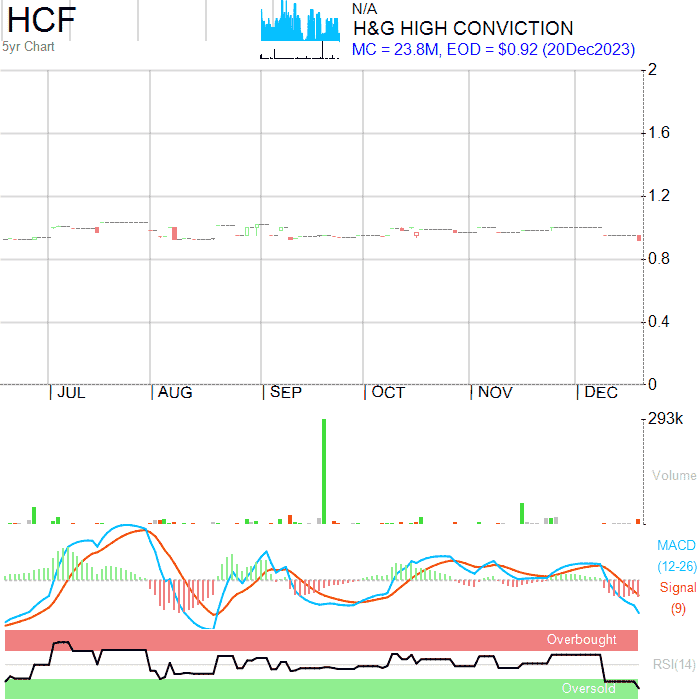 HCF
5yr Chart
N/A
H&G HIGH CONVICTION
MC = 23.8M, EOD = $0.92 (20Dec2023)
2
1.6
1.2
0.8
0.4
0
JUL AUG SEP OCT NOV DEC
293k
Volume
MACD
(12-26)
Signal
(9)
Overbought
RSI(14)
Oversold